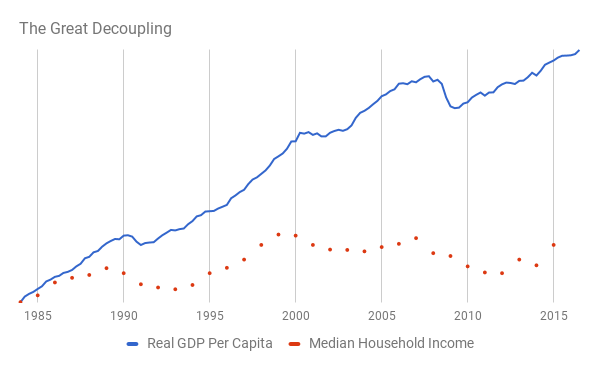 The Great Decoupling
1985 1990 1995 2000 2005 2010 2015
Real GDP Per Capita Median Household Income